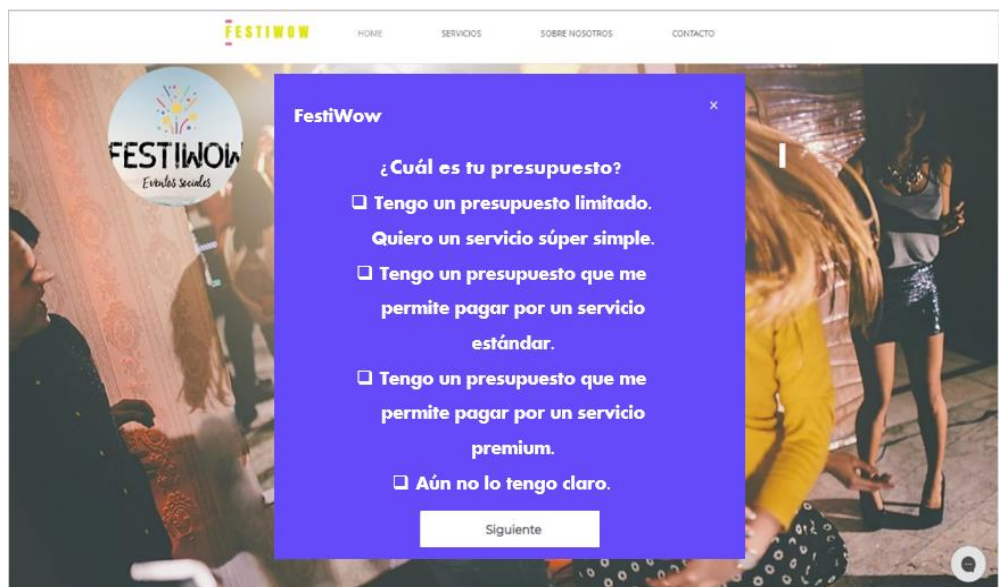 FESTIWOW
HOME
SERVICIOS
SOBRE NOSOTROS
CONTACTO
FESTIWOW
Eventos sociales
FestiWow
×
¿Cuál es tu presupuesto?
❑ Tengo un presupuesto limitado.
Quiero un servicio súper simple.
❑ Tengo un presupuesto que me
permite pagar por un servicio
estándar.
❑ Tengo un presupuesto que me
permite pagar por un servicio
premium.
❑ Aún no lo tengo claro.
Siguiente